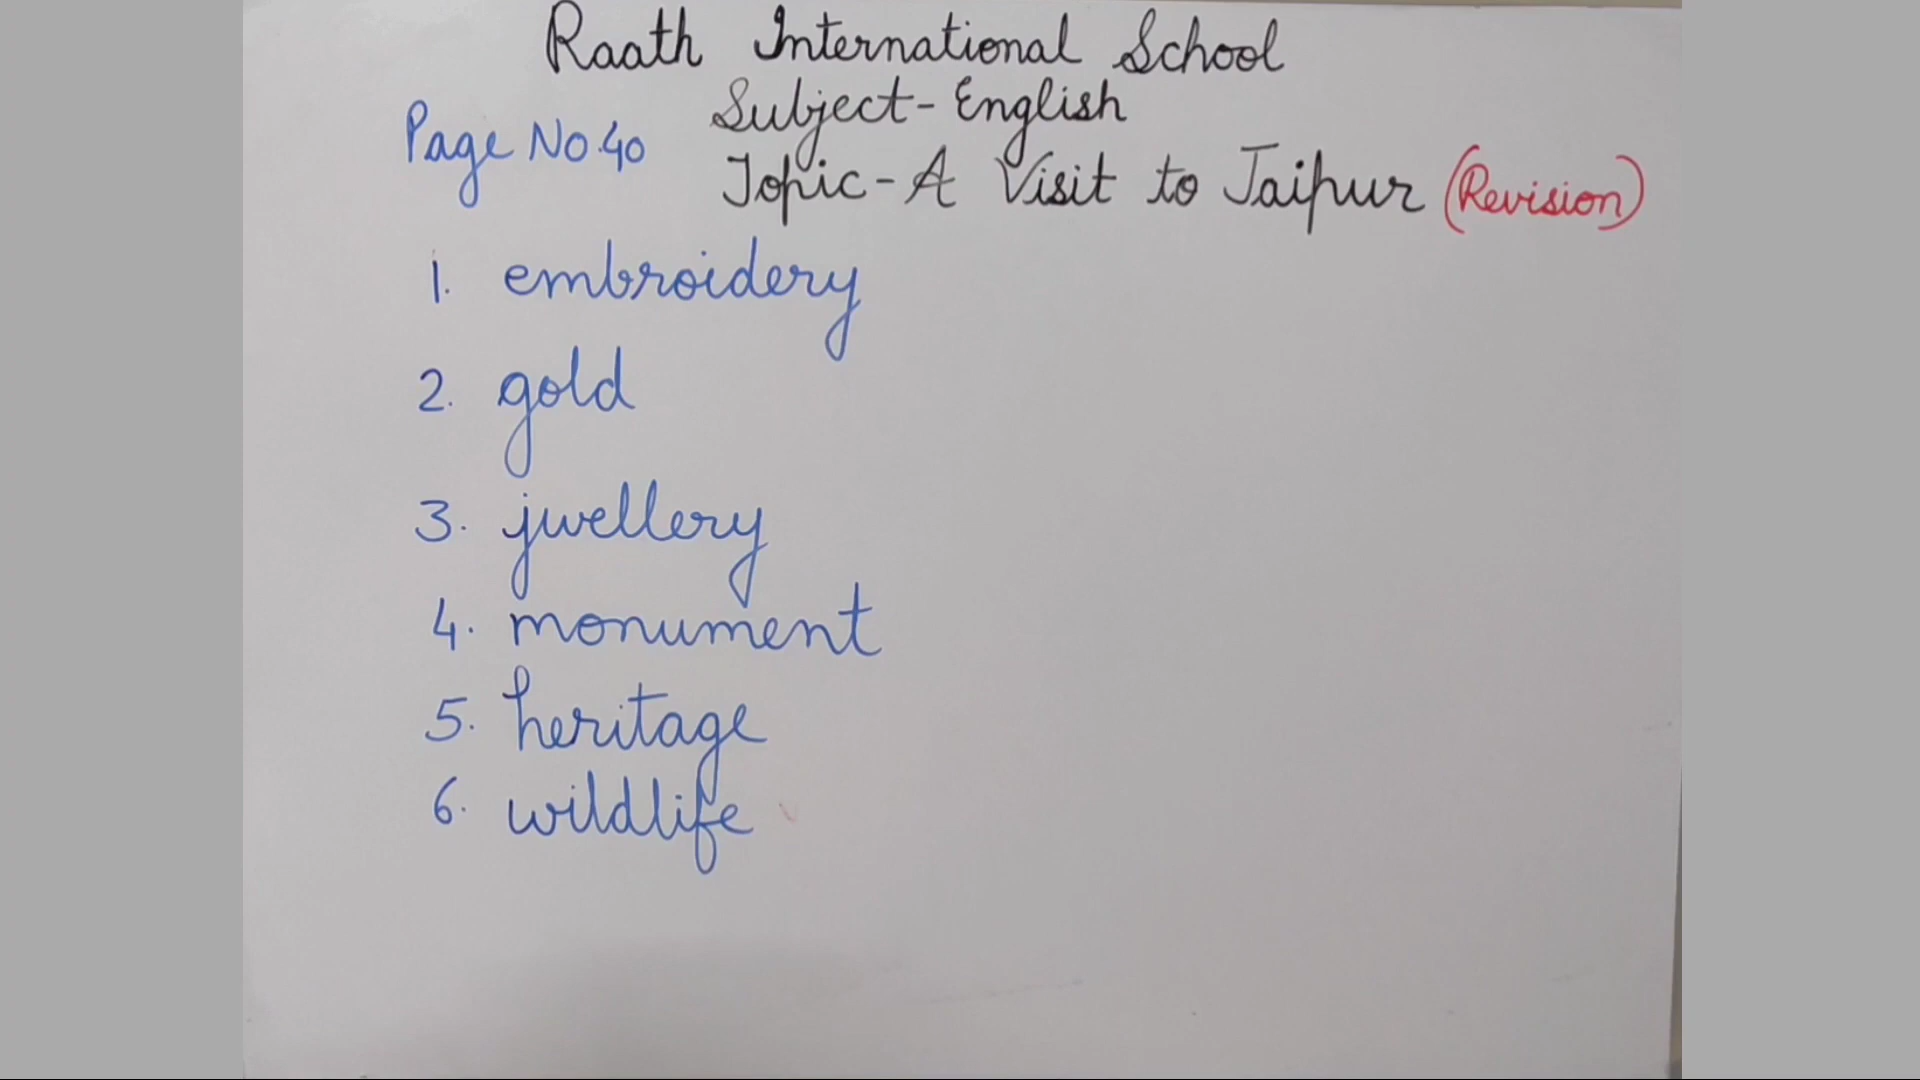 Raath International School
Subject- English
Page No.40
Topic-A Visit to Jaipur (Revision)
1. embroidery
2. gold
3. jwellery
4. monument
5. heritage
6. wildlife